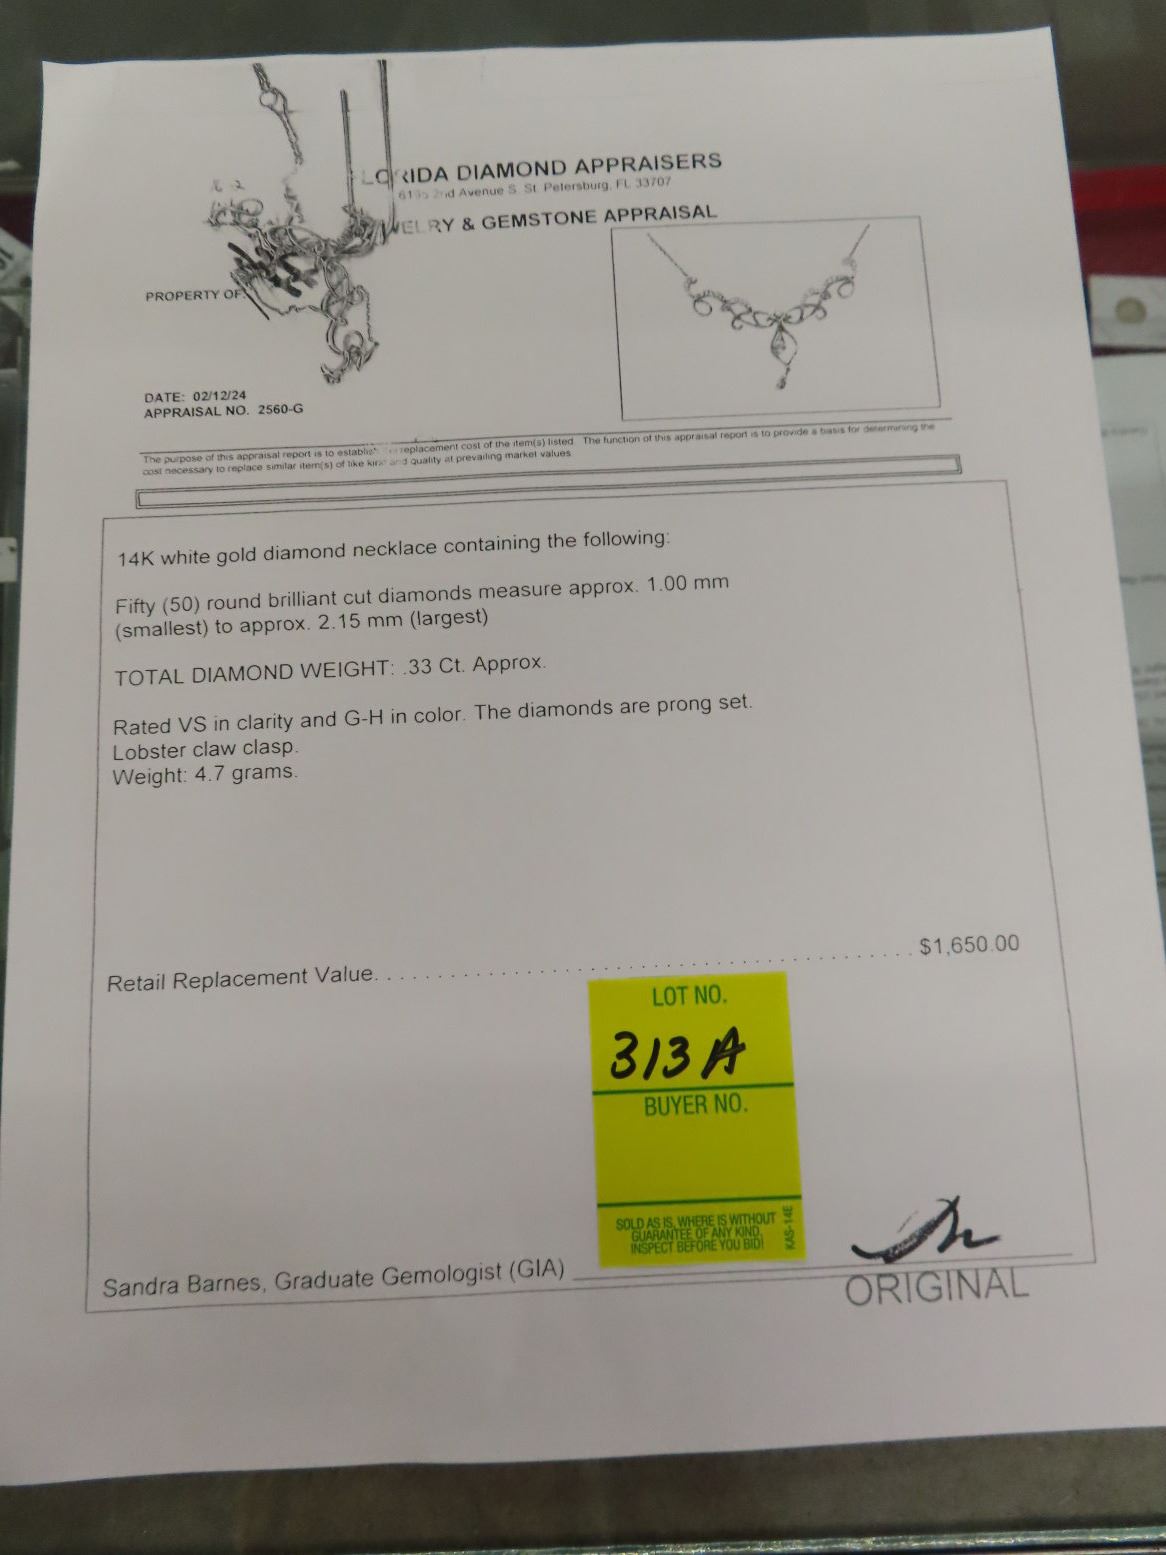 LORIDA DIAMOND APPRAISERS
2nd Avenue S. St. Petersburg, FL 33707
WELRY & GEMSTONE APPRAISAL
PROPERTY OF:
DATE: 02/12/24
APPRAISAL NO. 2560-G
The purpose of this appraisal report is to establish replacement cost of the item(s) listed. The function of this appraisal report is to provide a basis for determining the
cost necessary to replace similar item(s) of like kind and quality at prevailing market values
14K white gold diamond necklace containing the following:
Fifty (50) round brilliant cut diamonds measure approx. 1.00 mm
(smallest) to approx. 2.15 mm (largest)
TOTAL DIAMOND WEIGHT: .33 Ct. Approx.
Rated VS in clarity and G-H in color. The diamonds are prong set.
Lobster claw clasp.
Weight: 4.7 grams.
Retail Replacement Value. . . . . . . . . . . . . . . . . . . . . . . . . . . . . . . . . . . . . . . . . . . $1,650.00
LOT NO.
313A
BUYER NO.
SOLD AS IS, WHERE IS WITHOUT
GUARANTEE OF ANY KIND.
INSPECT BEFORE YOU BID!
KAS-14E
Sandra Barnes, Graduate Gemologist (GIA)
ORIGINAL